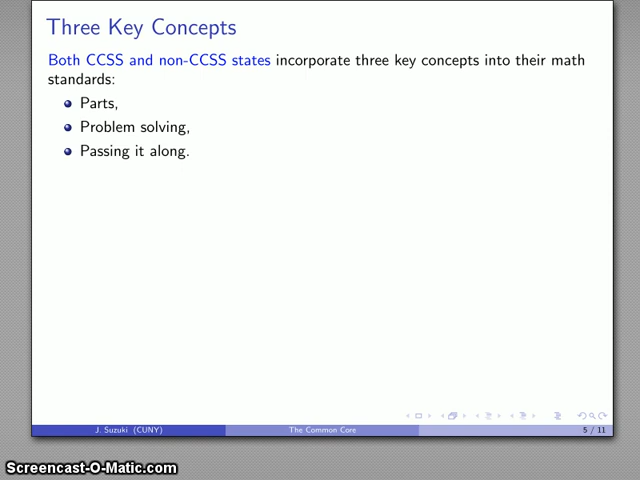 Three Key Concepts
Both CCSS and non-CCSS states incorporate three key concepts into their math
standards:
Parts,
Problem solving,
Passing it along.
J. Suzuki (CUNY)
The Common Core
5 / 11
Screencast-O-Matic.com